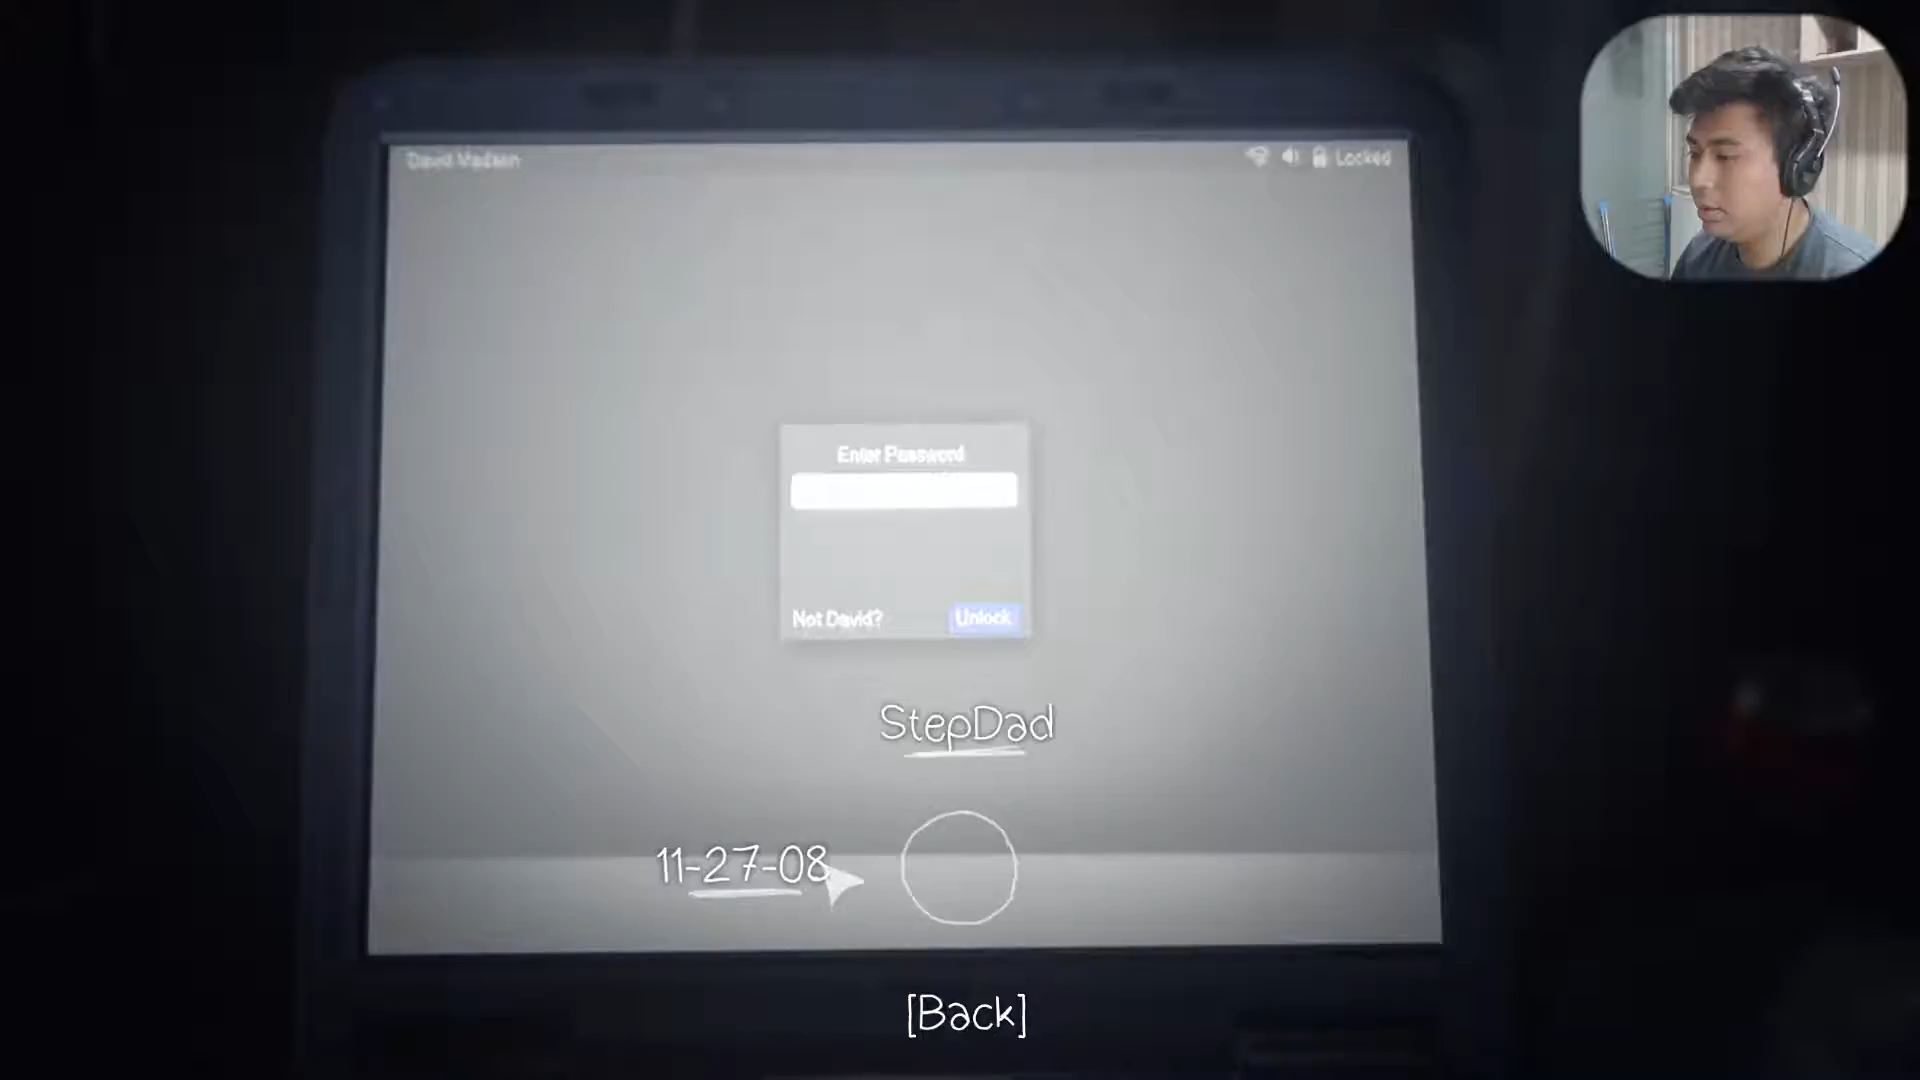 David Madsen
Locked
Enter Password
Not David?
Unlock
StepDad
11-27-08
[Back]